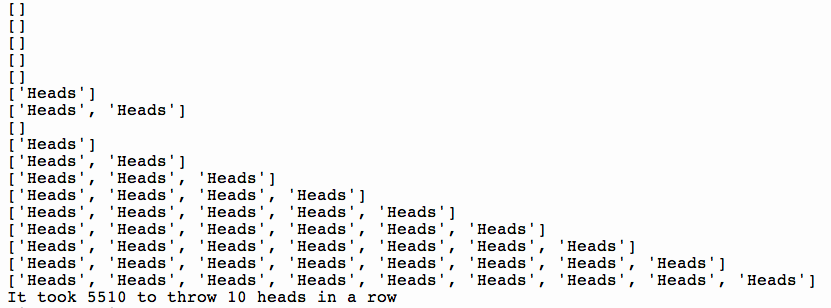 []
[]
[]
[]
[]
['Heads']
['Heads', 'Heads']
[]
['Heads']
['Heads', 'Heads']
['Heads', 'Heads', 'Heads']
['Heads', 'Heads', 'Heads', 'Heads']
['Heads', 'Heads', 'Heads', 'Heads', 'Heads']
['Heads', 'Heads', 'Heads', 'Heads', 'Heads', 'Heads']
['Heads', 'Heads', 'Heads', 'Heads', 'Heads', 'Heads', 'Heads']
['Heads', 'Heads', 'Heads', 'Heads', 'Heads', 'Heads', 'Heads', 'Heads']
['Heads', 'Heads', 'Heads', 'Heads', 'Heads', 'Heads', 'Heads', 'Heads', 'Heads']
It took 5510 to throw 10 heads in a row